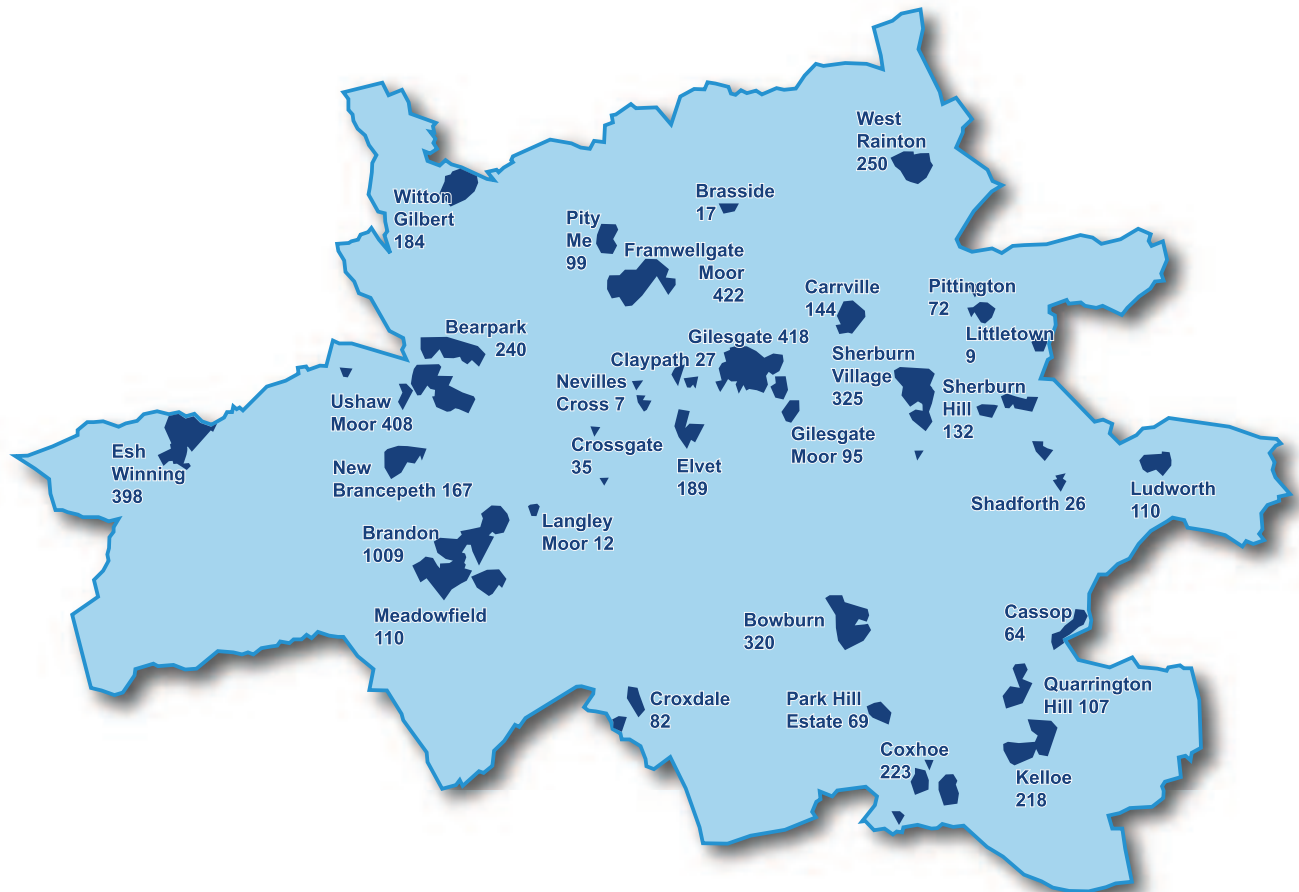 West
Rainton
250
Witton
Gilbert
184
Brasside
17
Pity
Me
99
Framwellgate
Moor
422
Carrville
144
Pittington
72
Littletown
9
Bearpark
240
Gilesgate 418
Claypath 27
Sherburn
Village
325
Nevilles
Cross 7
Sherburn
Hill
132
Ushaw
Moor 408
Gilesgate
Moor 95
Crossgate
35
Elvet
189
Esh
Winning
398
New
Brancepeth 167
Shadforth 26
Ludworth
110
Langley
Moor 12
Brandon
1009
Meadowfield
110
Bowburn
320
Cassop
64
Croxdale
82
Park Hill
Estate 69
Quarrington
Hill 107
Coxhoe
223
Kelloe
218